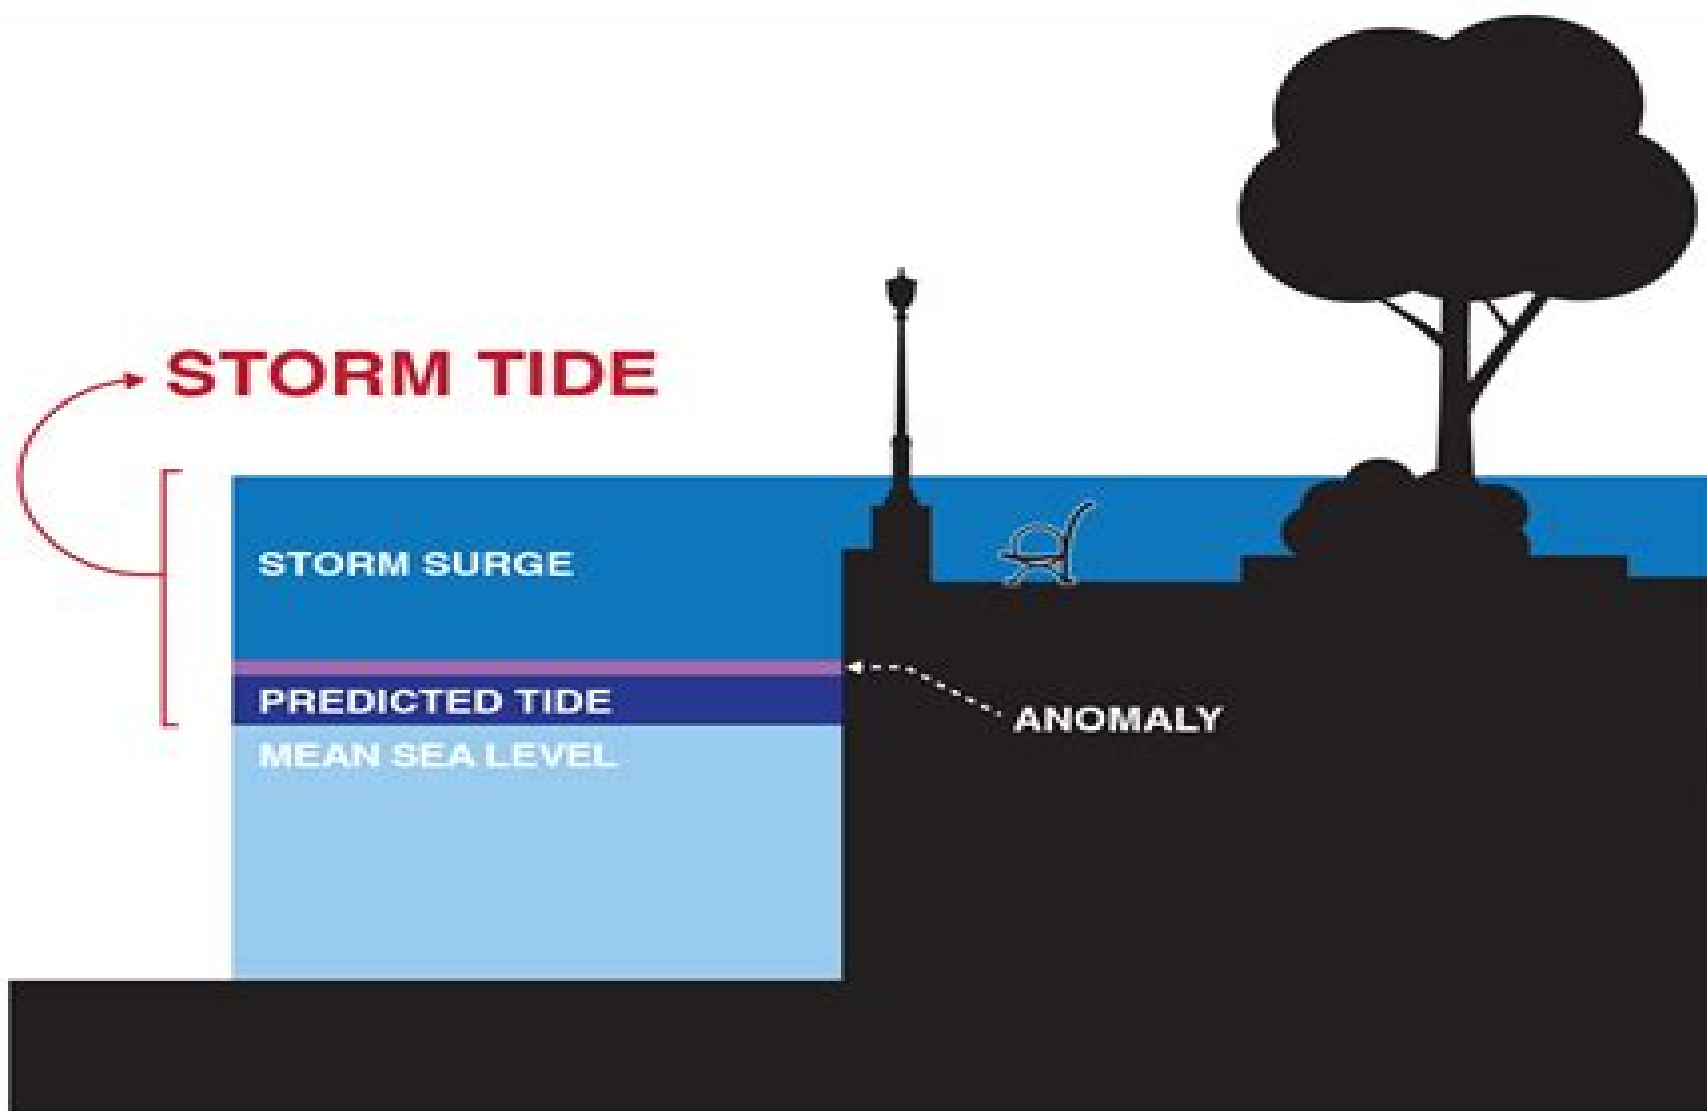 STORM TIDE
STORM SURGE
PREDICTED TIDE
ANOMALY
MEAN SEA LEVEL